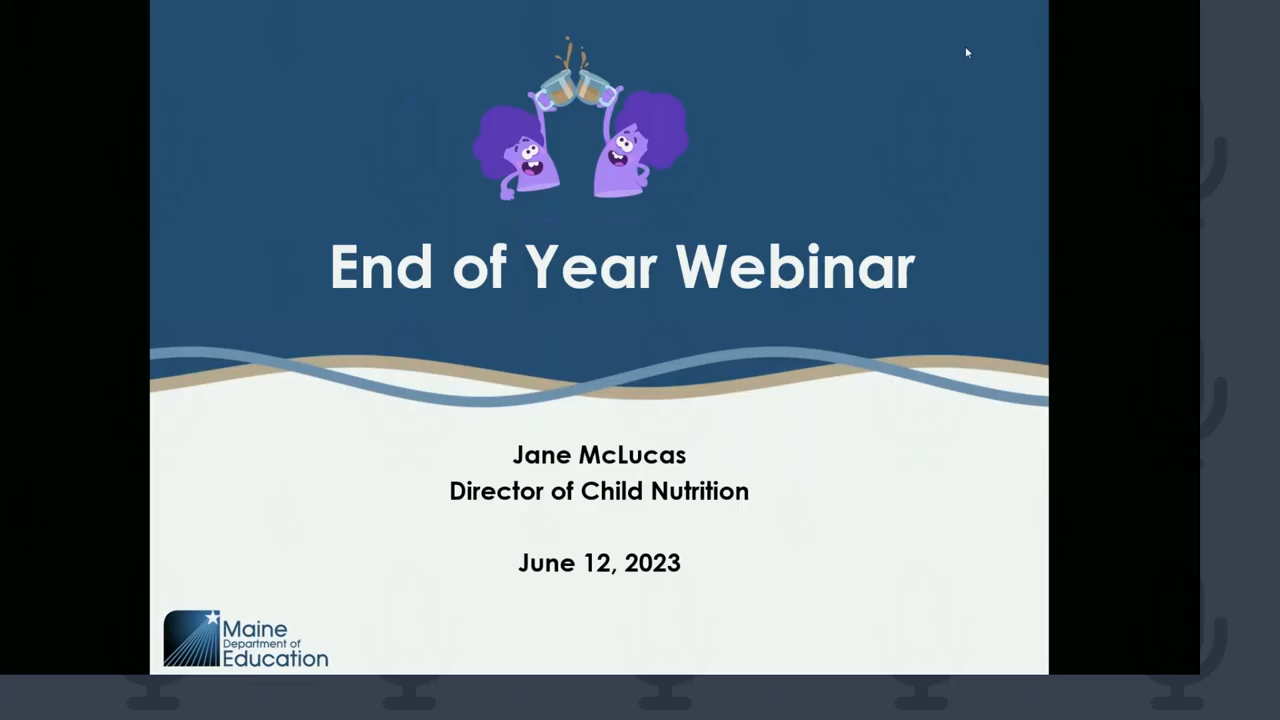 End of Year Webinar
Jane McLucas
Director of Child Nutrition
June 12, 2023
Maine
Department of
Education